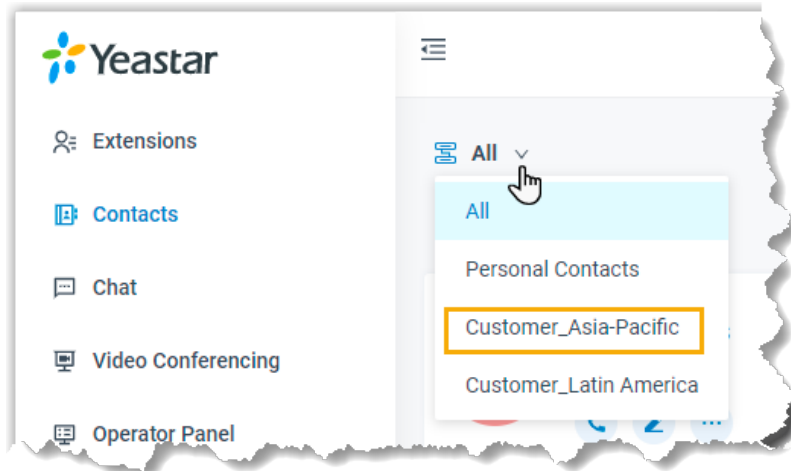 Yeastar
Extensions
Contacts
Chat
Video Conferencing
Operator Panel
All
All
Personal Contacts
Customer_Asia-Pacific
Customer_Latin America